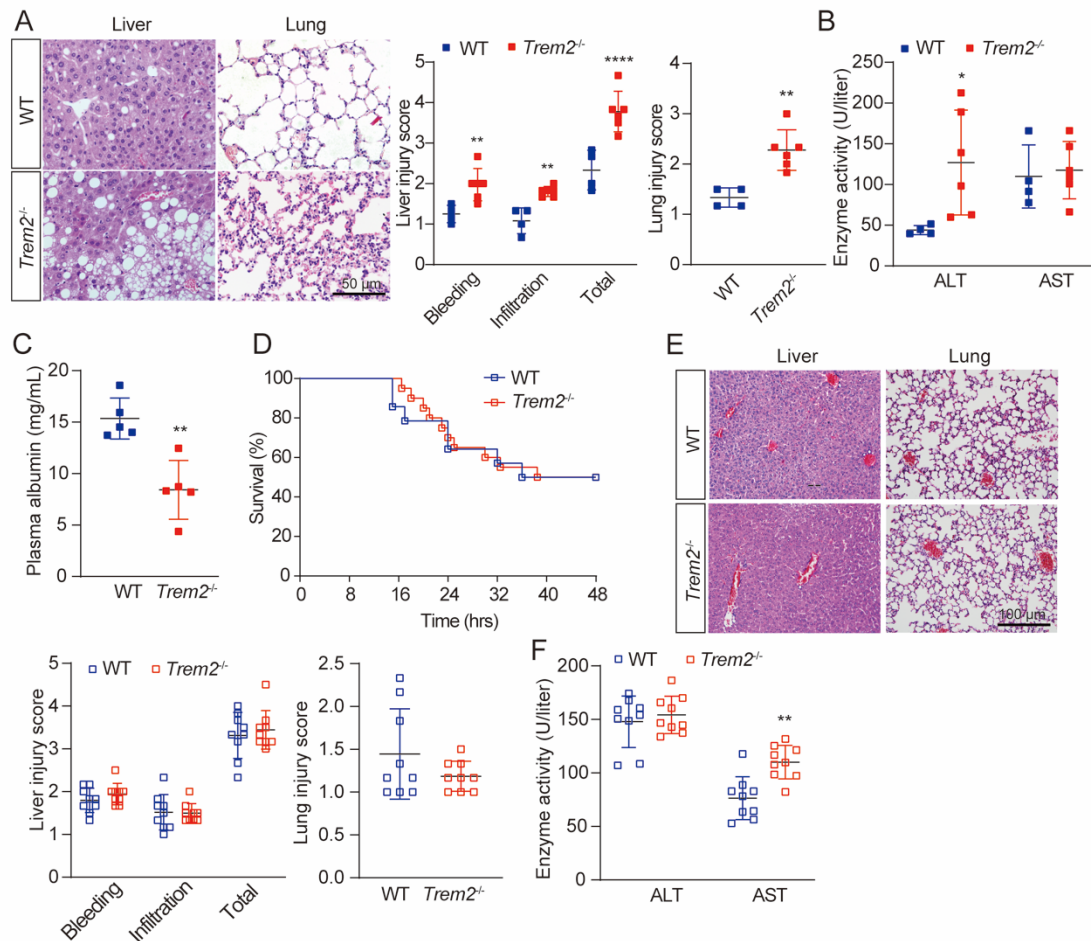 A
Liver
Lung
WT
Trem2-/-
50 µm
WT
Trem2-/-
Liver injury score
5
4
3
2
1
0
**
**
****
Bleeding
Infiltration
Total
Lung injury score
4
3
2
1
0
**
WT
Trem2-/-
B
WT
Trem2-/-
Enzyme activity (U/liter)
250
200
150
100
50
0
*
ALT
AST
C
Plasma albumin (mg/mL)
20
15
10
5
0
**
WT
Trem2-/-
D
WT
Trem2-/-
Survival (%)
100
80
60
40
20
0
0
8
16
24
32
40
48
Time (hrs)
E
Liver
Lung
WT
Trem2-/-
100 µm
WT
Trem2-/-
Liver injury score
5
4
3
2
1
0
Bleeding
Infiltration
Total
Lung injury score
2.5
2.0
1.5
1.0
0.5
0.0
WT
Trem2-/-
F
WT
Trem2-/-
Enzyme activity (U/liter)
200
150
100
50
0
**
ALT
AST